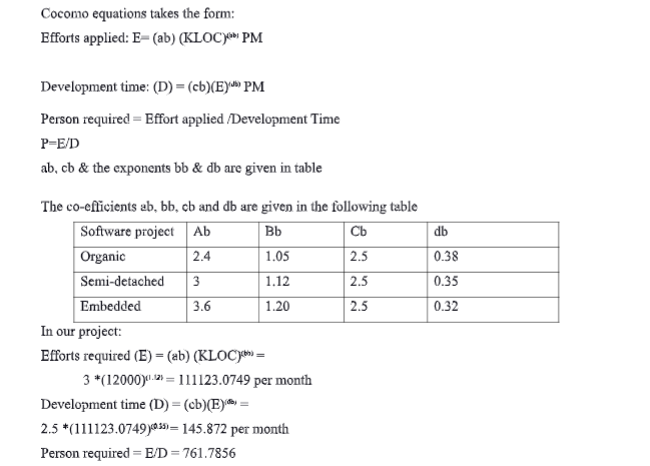 Cocomo equations takes the form:
Efforts applied: E= (ab) (KLOC)⁽ᵇᵇ⁾ PM
Development time: (D) = (cb)(E)⁽ᵈᵇ⁾ PM
Person required = Effort applied /Development Time
P=E/D
ab, cb & the exponents bb & db are given in table
The co-efficients ab, bb, cb and db are given in the following table
Software project Ab Bb Cb db
Organic 2.4 1.05 2.5 0.38
Semi-detached 3 1.12 2.5 0.35
Embedded 3.6 1.20 2.5 0.32
In our project:
Efforts required (E) = (ab) (KLOC)⁽ᵇᵇ⁾ =
3 *(12000)⁽¹·¹²⁾ = 111123.0749 per month
Development time (D) = (cb)(E)⁽ᵈᵇ⁾ =
2.5 *(111123.0749)⁽⁰·³⁵⁾= 145.872 per month
Person required = E/D = 761.7856